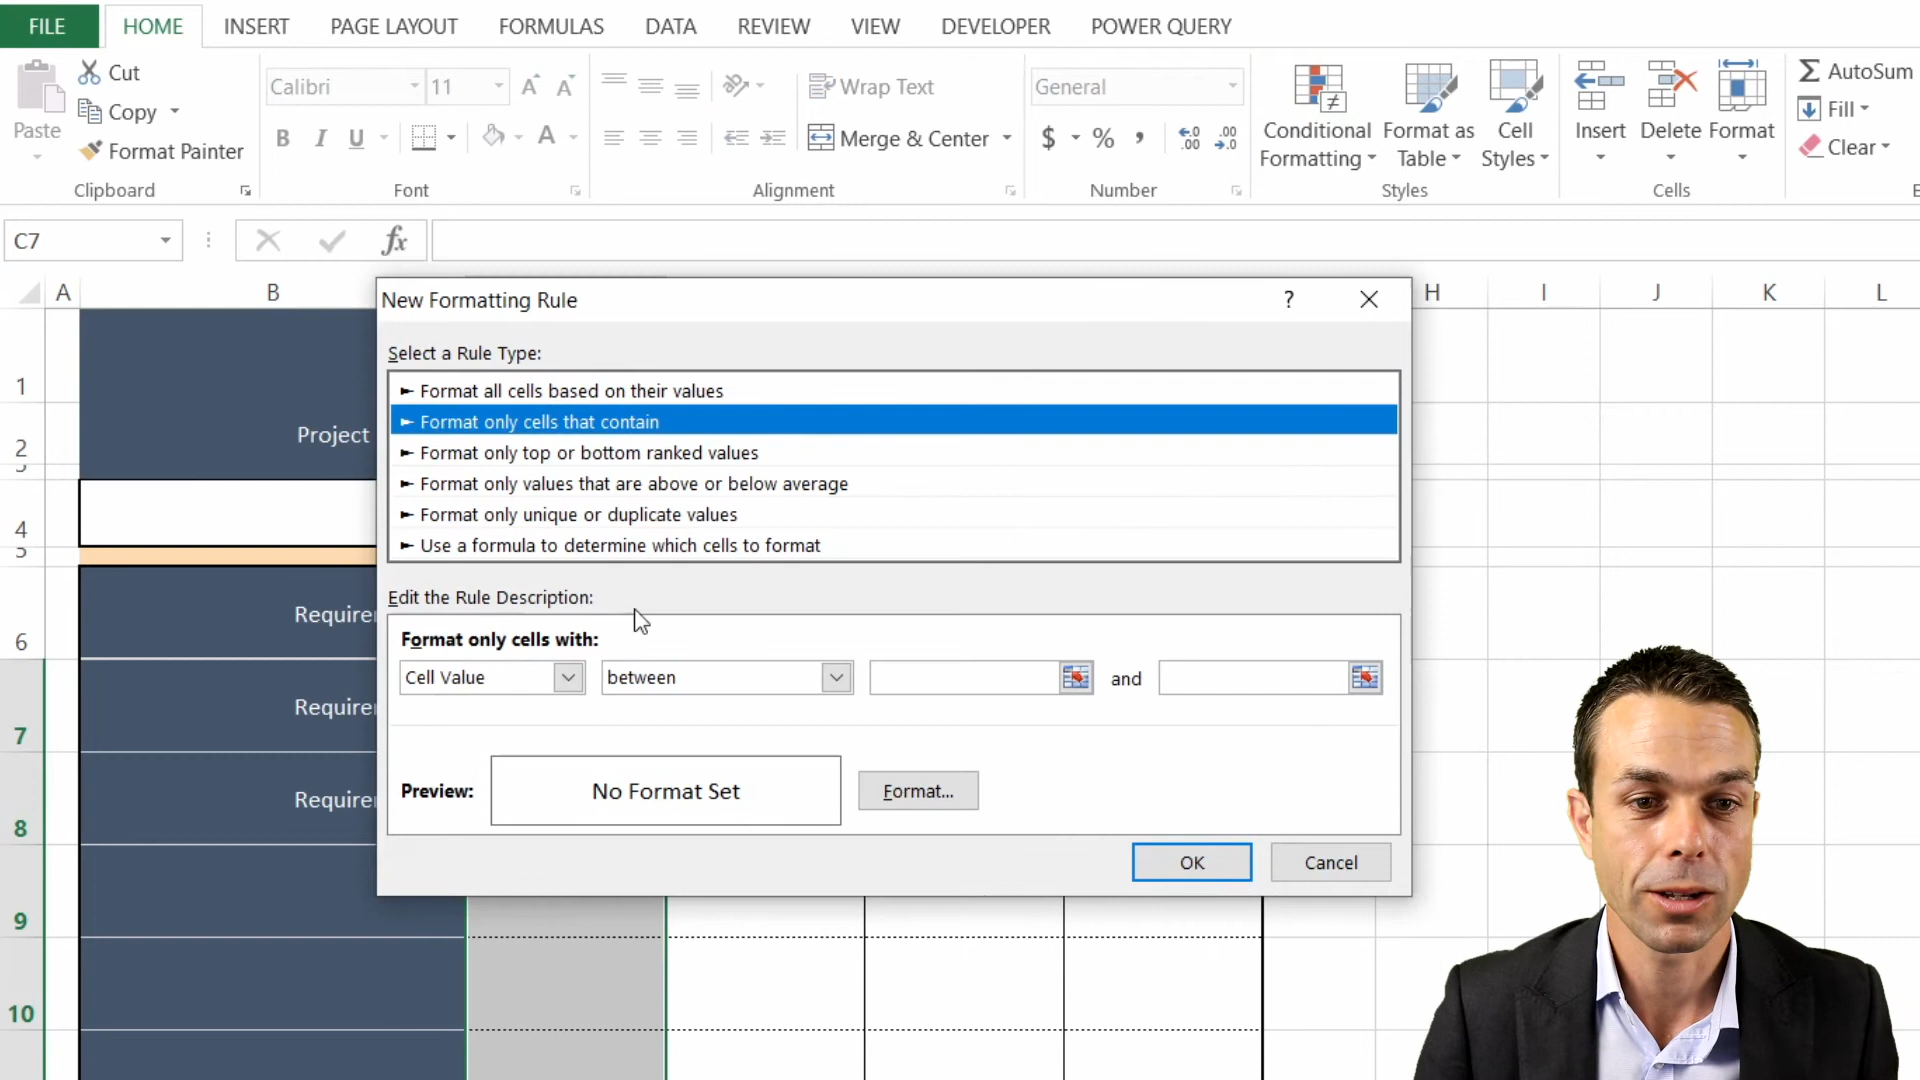 FILE HOME INSERT PAGE LAYOUT FORMULAS DATA REVIEW VIEW DEVELOPER POWER QUERY
Paste
Cut
Copy
Format Painter
Clipboard
Calibri 11
B I U
Font
Wrap Text
Merge & Center
Alignment
General
$ % ,
Number
Conditional Formatting
Format as Table
Cell Styles
Styles
Insert Delete Format
Cells
AutoSum
Fill
Clear
C7
fx
A B H I J K L
1
2
3
4
5
6
7
8
9
10
Project
Requirer
Requirer
Requirer
New Formatting Rule ?
Select a Rule Type:
► Format all cells based on their values
► Format only cells that contain
► Format only top or bottom ranked values
► Format only values that are above or below average
► Format only unique or duplicate values
► Use a formula to determine which cells to format
Edit the Rule Description:
Format only cells with:
Cell Value between and
Preview: No Format Set Format...
OK Cancel